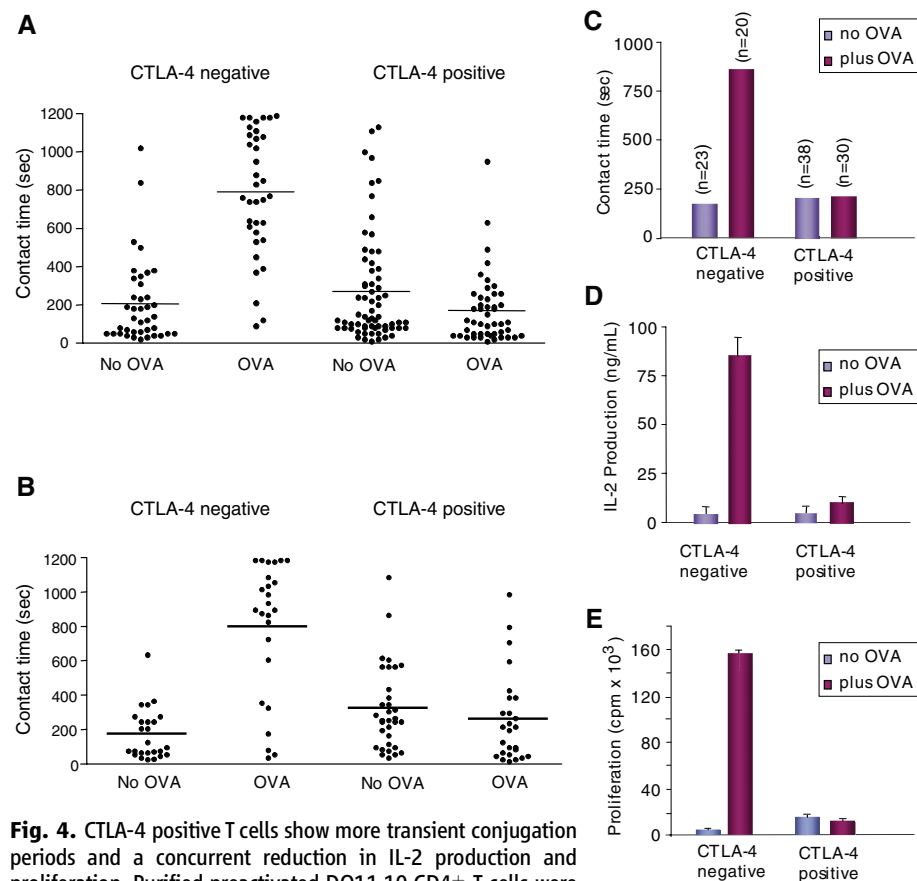 A
CTLA-4 negative CTLA-4 positive
Contact time (sec)
1200
1000
800
600
400
200
0
No OVA OVA No OVA OVA
B
CTLA-4 negative CTLA-4 positive
Contact time (sec)
1200
1000
800
600
400
200
0
No OVA OVA No OVA OVA
Fig. 4. CTLA-4 positive T cells show more transient conjugation
periods and a concurrent reduction in IL-2 production and
C
no OVA
plus OVA
Contact time (sec)
1000
750
500
250
0
(n=23) (n=20) (n=38) (n=30)
CTLA-4 CTLA-4
negative positive
D
no OVA
plus OVA
IL-2 Production (ng/mL)
100
75
50
25
0
CTLA-4 CTLA-4
negative positive
E
no OVA
plus OVA
Proliferation (cpm x 10³)
160
120
80
40
0
CTLA-4 CTLA-4
negative positive